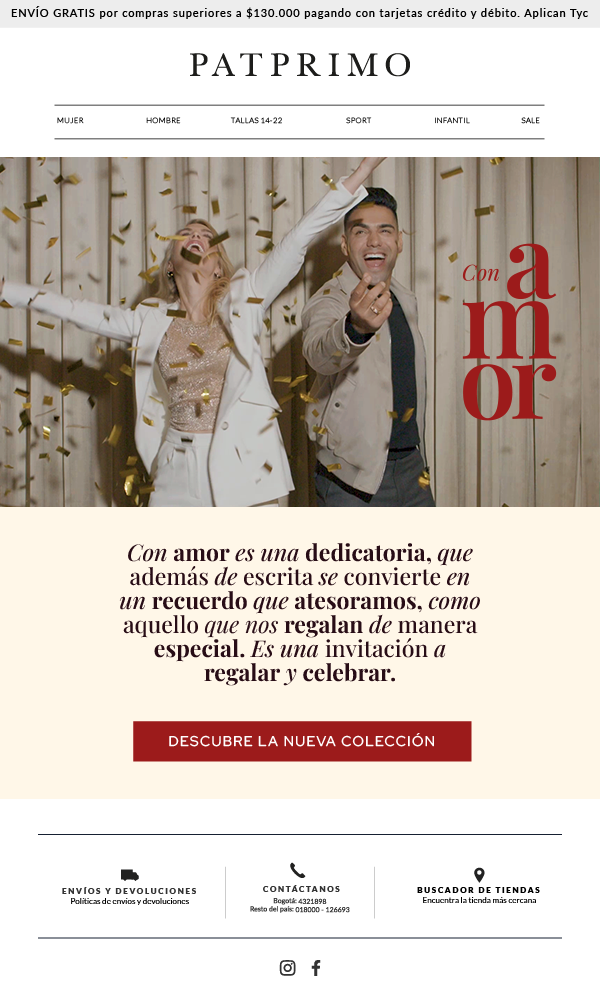 ENVÍO GRATIS por compras superiores a $130.000 pagando con tarjetas crédito y débito. Aplican Tyc
PATPRIMO
MUJER HOMBRE TALLAS 14-22 SPORT INFANTIL SALE
Con a
m
or
Con amor es una dedicatoria, que
además de escrita se convierte en
un recuerdo que atesoramos, como
aquello que nos regalan de manera
especial. Es una invitación a
regalar y celebrar.
DESCUBRE LA NUEVA COLECCIÓN
ENVÍOS Y DEVOLUCIONES
Políticas de envíos y devoluciones
CONTÁCTANOS
Bogotá: 4321898
Resto del país: 018000 - 126693
BUSCADOR DE TIENDAS
Encuentra la tienda más cercana